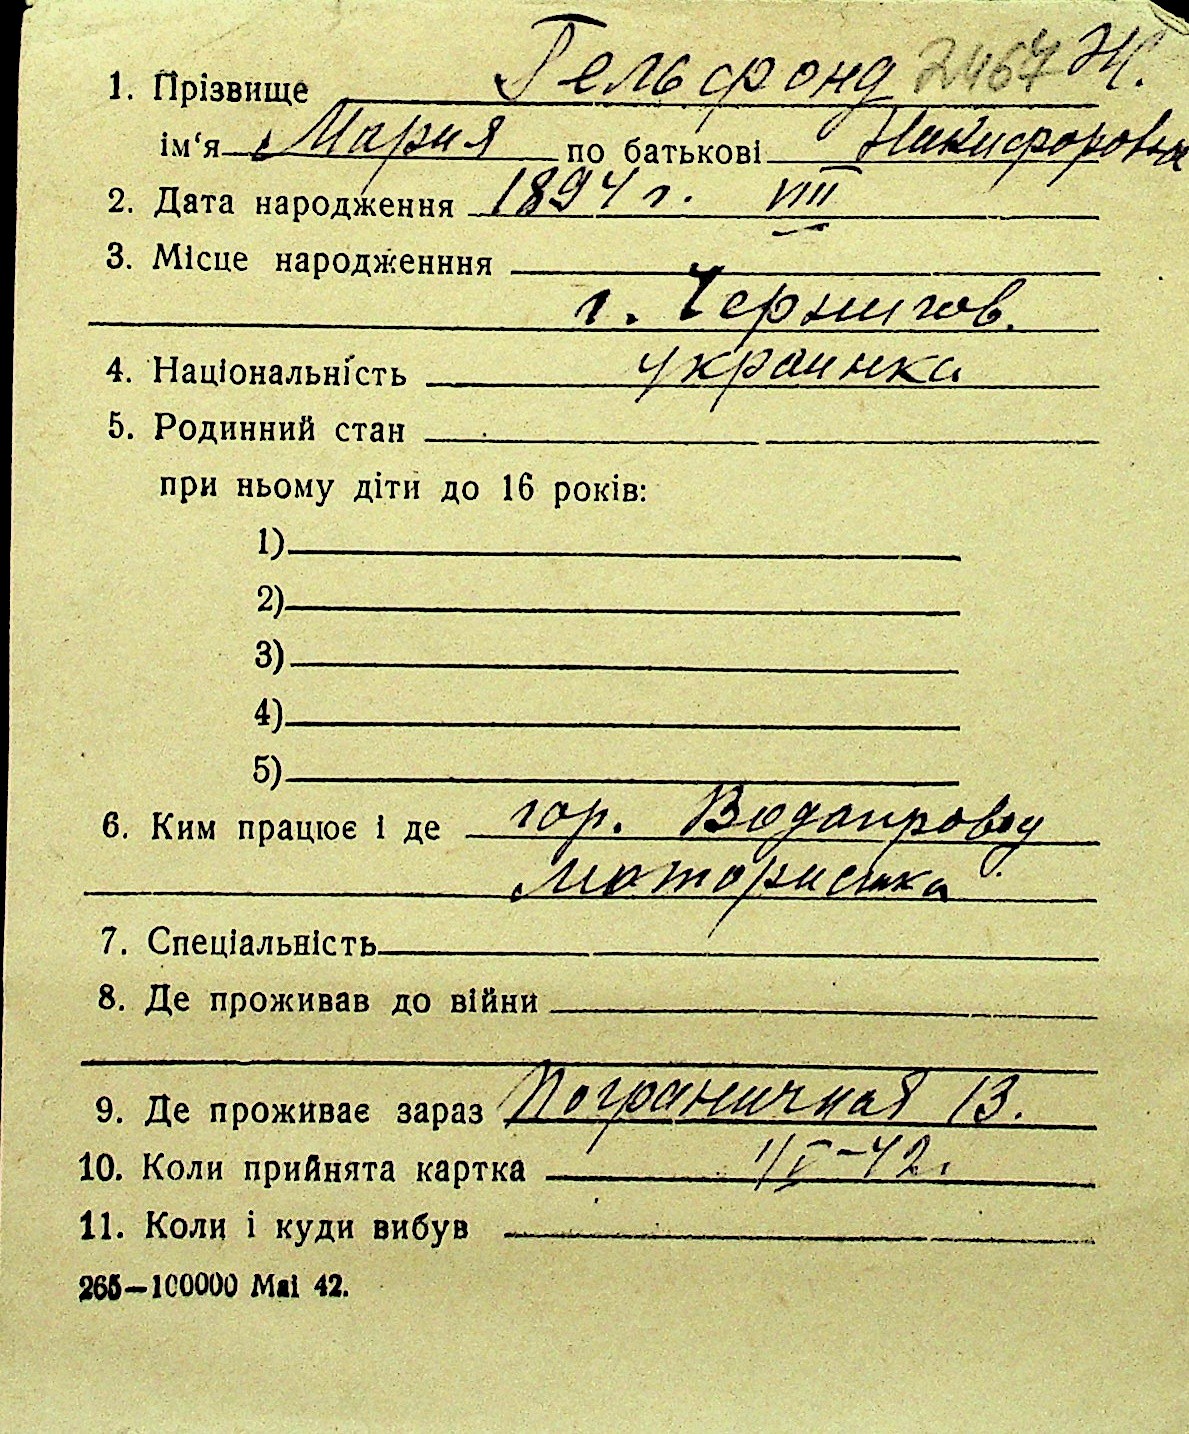 1. Прізвище Гельфонд 2467 Ж.
ім‘я Мария по батькові Никифоровна
2. Дата народження 1894 г. VIII
3. Місце народженння
г. Чернигов.
4. Національність украинка
5. Родинний стан
при ньому діти до 16 років:
1)
2)
3)
4)
5)
6. Ким працює і де гор. Водопровод
мотористка
7. Спеціальність
8. Де проживав до війни
9. Де проживає зараз Пограничная 13.
10. Коли прийнята картка 1/V-42.
11. Коли і куди вибув
265—100000 Маі 42.